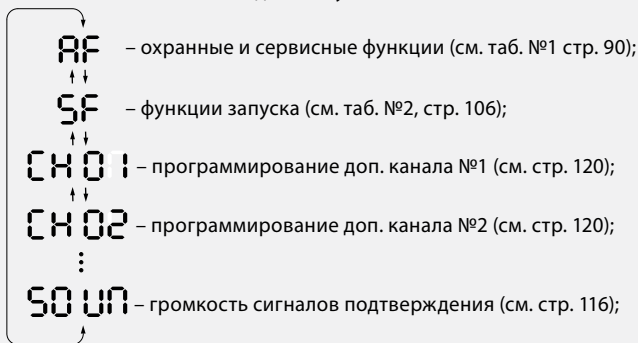 AF – охранные и сервисные функции (см. таб. №1 стр. 90);
SF – функции запуска (см. таб. №2, стр. 106);
CH 01 – программирование доп. канала №1 (см. стр. 120);
CH 02 – программирование доп. канала №2 (см. стр. 120);
SOUN – громкость сигналов подтверждения (см. стр. 116);